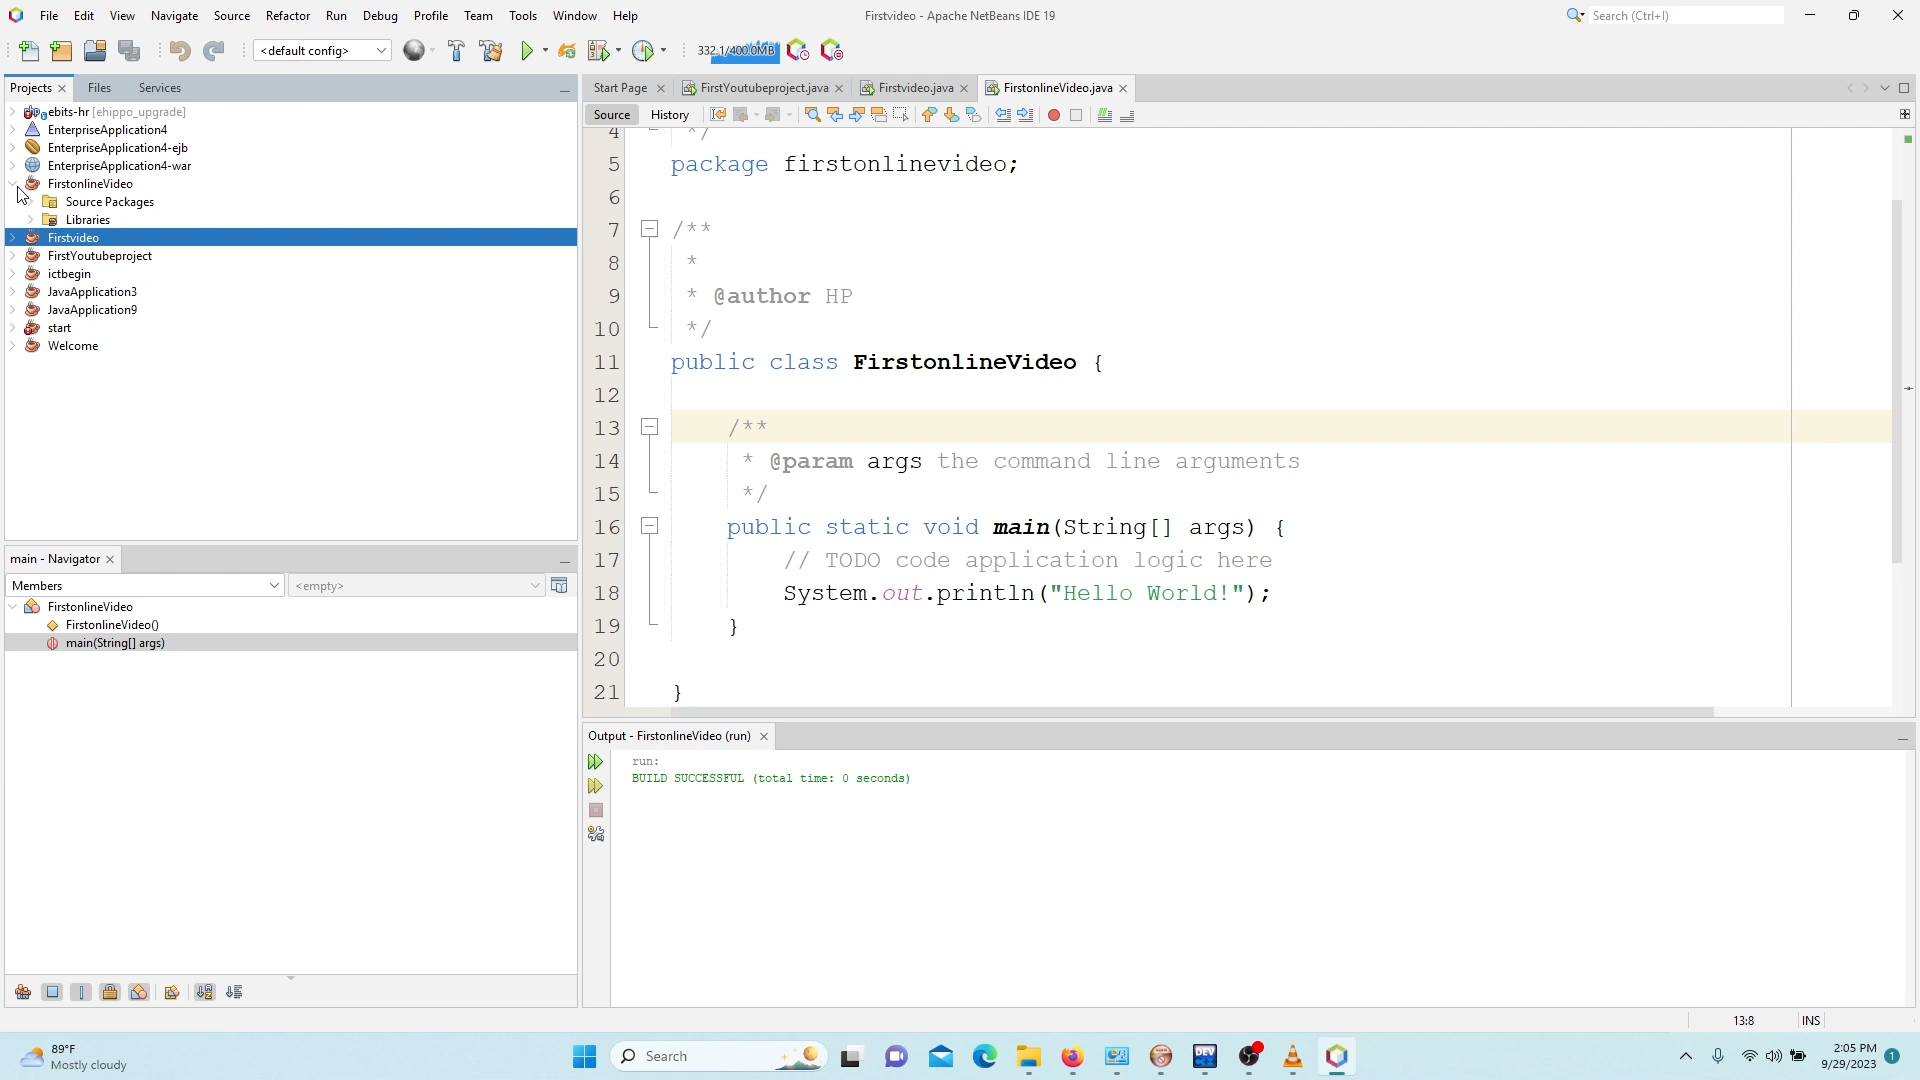 File Edit View Navigate Source Refactor Run Debug Profile Team Tools Window Help
Firstvideo - Apache NetBeans IDE 19
Search (Ctrl+I)
<default config>
332.1/400.0MB
Projects Files Services
Start Page FirstYoutubeproject.java Firstvideo.java FirstonlineVideo.java
Source History
ebits-hr [ehippo_upgrade]
EnterpriseApplication4
EnterpriseApplication4-ejb
EnterpriseApplication4-war
FirstonlineVideo
Source Packages
Libraries
Firstvideo
FirstYoutubeproject
ictbegin
JavaApplication3
JavaApplication9
start
Welcome
4 */
5 package firstonlinevideo;
6
7 /**
8 *
9 * @author HP
10 */
11 public class FirstonlineVideo {
12
13 /**
14 * @param args the command line arguments
15 */
16 public static void main(String[] args) {
17 // TODO code application logic here
18 System.out.println("Hello World!");
19 }
20
21 }
main - Navigator
Members <empty>
FirstonlineVideo
FirstonlineVideo()
main(String[] args)
Output - FirstonlineVideo (run)
run:
BUILD SUCCESSFUL (total time: 0 seconds)
13:8 INS
89°F
Mostly cloudy
Search
DEV
2:05 PM
9/29/2023
1